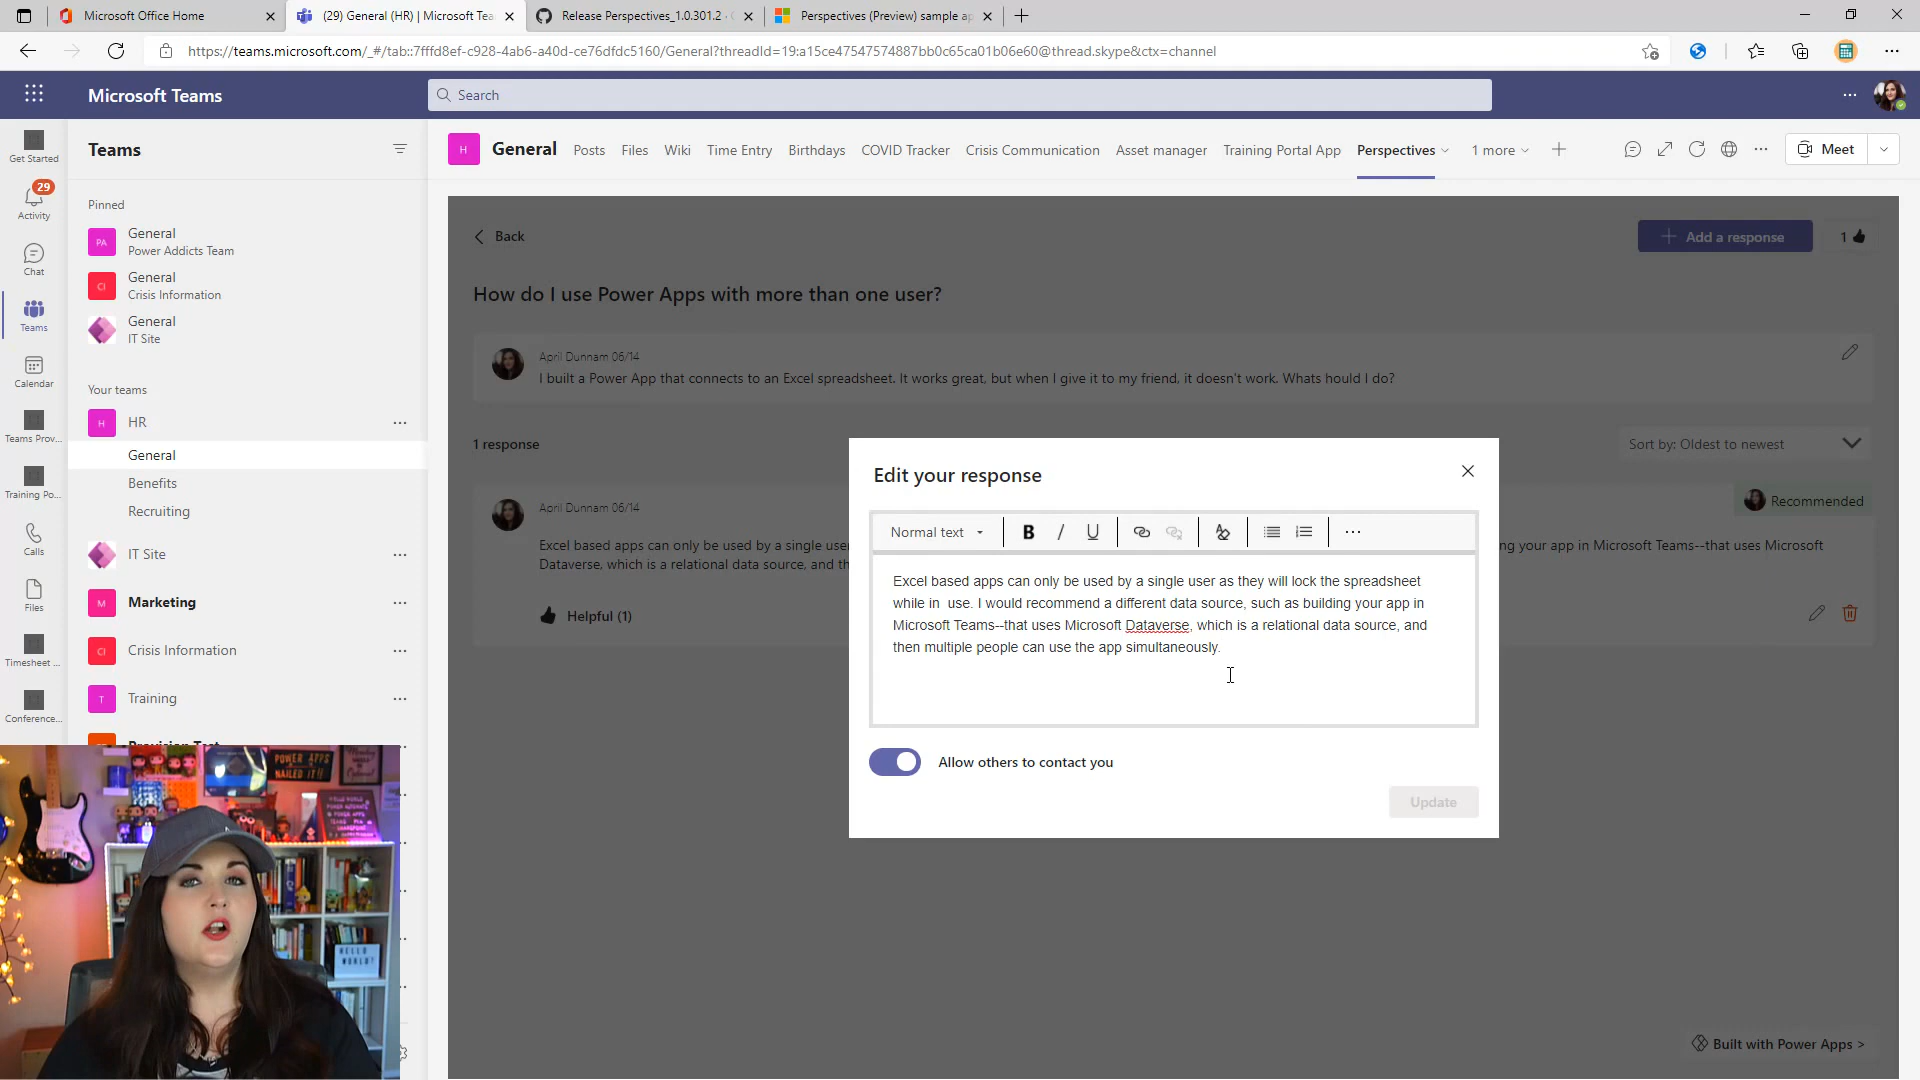 Microsoft Office Home
(29) General (HR) | Microsoft Tea
Release Perspectives_1.0.301.2 ·
Perspectives (Preview) sample ap
https://teams.microsoft.com/_#/tab::7fffd8ef-c928-4ab6-a40d-ce76dfdc5160/General?threadId=19:a15ce47547574887bb0c65ca01b06e60@thread.skype&ctx=channel
Microsoft Teams
Search
Get Started
29
Activity
Chat
Teams
Calendar
Teams Prov...
Training Po...
Calls
Files
Timesheet ...
Conference...
Teams
Pinned
PA
General
Power Addicts Team
CI
General
Crisis Information
General
IT Site
Your teams
H
HR
General
Benefits
Recruiting
IT Site
M
Marketing
CI
Crisis Information
T
Training
Provision Test
H
General
Posts
Files
Wiki
Time Entry
Birthdays
COVID Tracker
Crisis Communication
Asset manager
Training Portal App
Perspectives
1 more
Meet
Back
Add a response
1
How do I use Power Apps with more than one user?
April Dunnam 06/14
I built a Power App that connects to an Excel spreadsheet. It works great, but when I give it to my friend, it doesn't work. Whats hould I do?
1 response
Sort by: Oldest to newest
April Dunnam 06/14
Recommended
Excel based apps can only be used by a single user
ng your app in Microsoft Teams--that uses Microsoft
Dataverse, which is a relational data source, and th
Helpful (1)
Edit your response
Normal text
B
I
U
Excel based apps can only be used by a single user as they will lock the spreadsheet
while in  use. I would recommend a different data source, such as building your app in
Microsoft Teams--that uses Microsoft Dataverse, which is a relational data source, and
then multiple people can use the app simultaneously.
Allow others to contact you
Update
Built with Power Apps >
POWER APPS
NAILED IT!!
HELLO
WORLD!